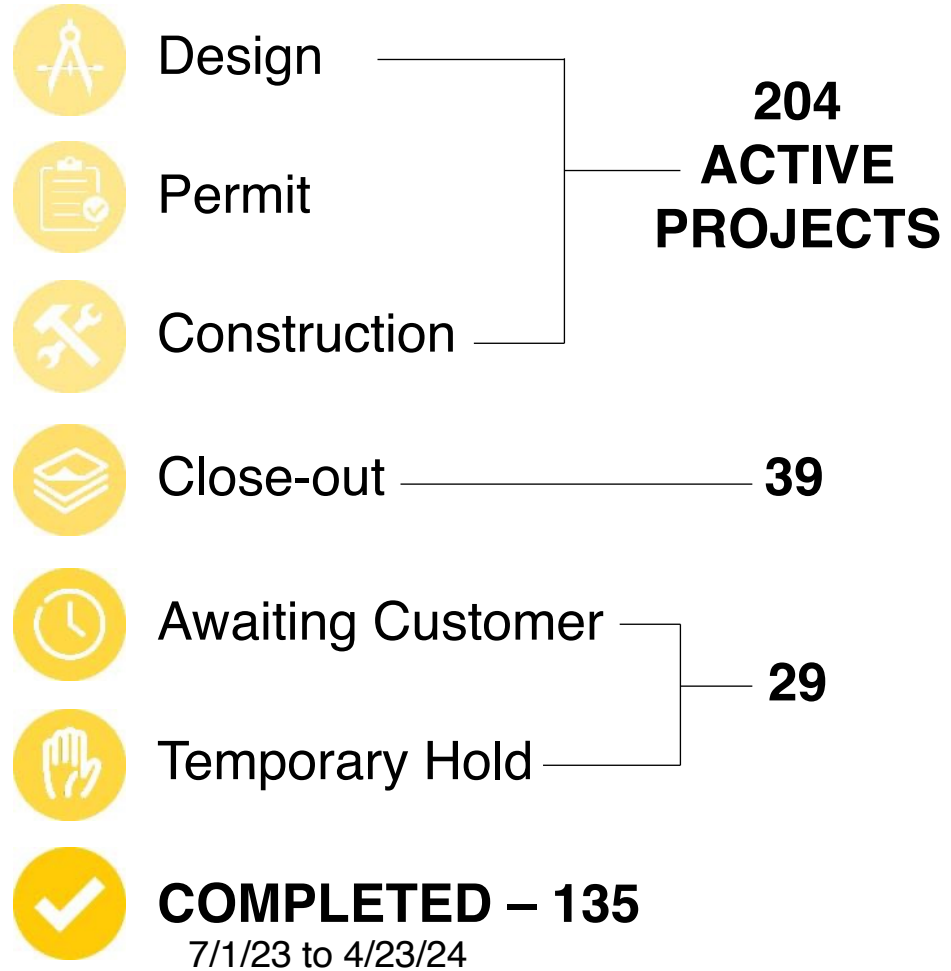 Design
204
ACTIVE
PROJECTS
Permit
Construction
Close-out
39
Awaiting Customer
29
Temporary Hold
COMPLETED – 135
7/1/23 to 4/23/24